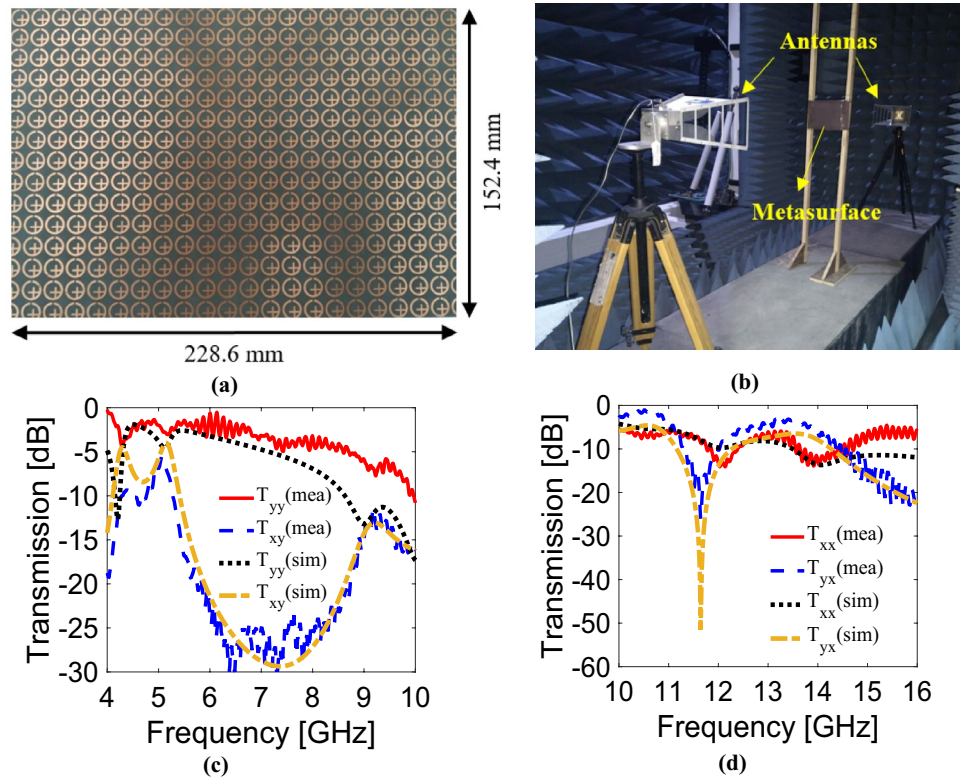 228.6 mm
152.4 mm
(a)
Antennas
Metasurface
(b)
Transmission [dB]
0
-5
-10
-15
-20
-25
-30
T_yy(mea)
T_xy(mea)
T_yy(sim)
T_xy(sim)
4 5 6 7 8 9 10
Frequency [GHz]
(c)
Transmission [dB]
0
-10
-20
-30
-40
-50
-60
T_xx(mea)
T_yx(mea)
T_xx(sim)
T_yx(sim)
10 11 12 13 14 15 16
Frequency [GHz]
(d)